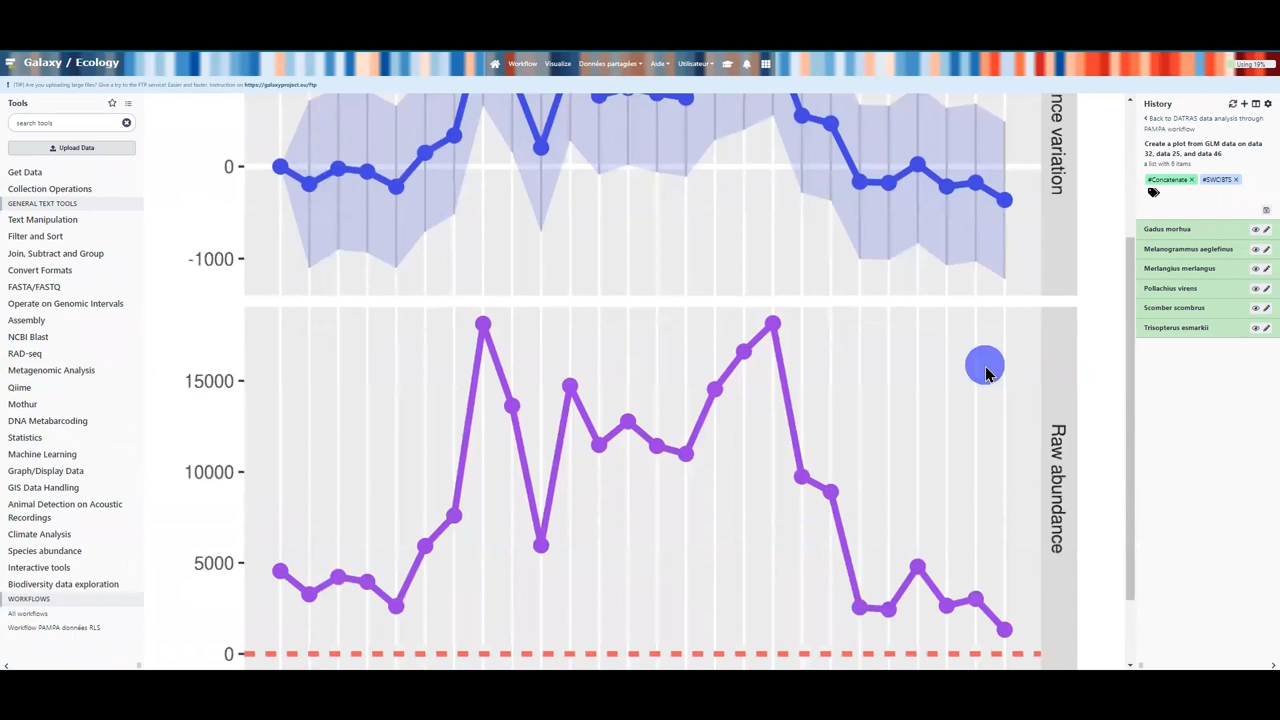 Galaxy / Ecology
Workflow Visualize Données partagées Aide Utilisateur
Using 19%
[TIP] Are you uploading large files? Give a try to the FTP service! Easier and faster. Instruction on https://galaxyproject.eu/ftp
Tools
search tools
Upload Data
Get Data
Collection Operations
GENERAL TEXT TOOLS
Text Manipulation
Filter and Sort
Join, Subtract and Group
Convert Formats
FASTA/FASTQ
Operate on Genomic Intervals
Assembly
NCBI Blast
RAD-seq
Metagenomic Analysis
Qiime
Mothur
DNA Metabarcoding
Statistics
Machine Learning
Graph/Display Data
GIS Data Handling
Animal Detection on Acoustic
Recordings
Climate Analysis
Species abundance
Interactive tools
Biodiversity data exploration
WORKFLOWS
All workflows
Workflow PAMPA données RLS
0
-1000
nce variation
15000
10000
5000
0
Raw abundance
History
Back to DATRAS data analysis through
PAMPA workflow
Create a plot from GLM data on data
32, data 25, and data 46
a list with 6 items
#Concatenate
Gadus morhua
Melanogrammus aeglefinus
Merlangius merlangus
Pollachius virens
Scomber scombrus
Trisopterus esmarkii